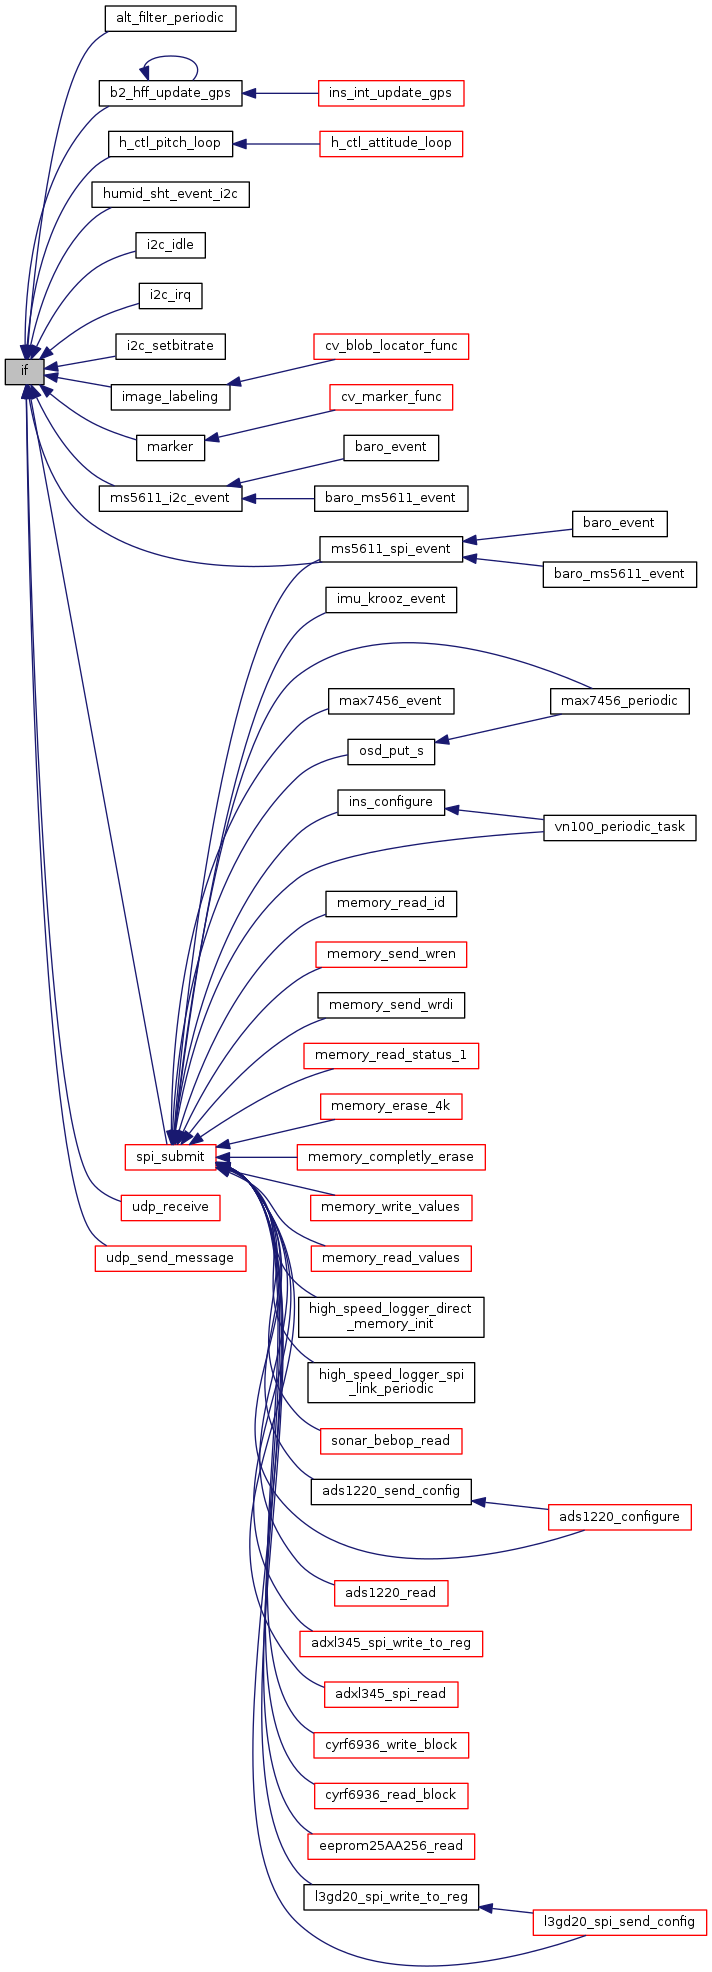 alt_filter_periodic
b2_hff_update_gps
ins_int_update_gps
h_ctl_pitch_loop
h_ctl_attitude_loop
humid_sht_event_i2c
i2c_idle
i2c_irq
i2c_setbitrate
cv_blob_locator_func
if
image_labeling
cv_marker_func
marker
baro_event
ms5611_i2c_event
baro_ms5611_event
baro_event
ms5611_spi_event
baro_ms5611_event
imu_krooz_event
max7456_event
max7456_periodic
osd_put_s
ins_configure
vn100_periodic_task
memory_read_id
memory_send_wren
memory_send_wrdi
memory_read_status_1
memory_erase_4k
spi_submit
memory_completly_erase
udp_receive
memory_write_values
udp_send_message
memory_read_values
high_speed_logger_direct
_memory_init
high_speed_logger_spi
_link_periodic
sonar_bebop_read
ads1220_send_config
ads1220_configure
ads1220_read
adxl345_spi_write_to_reg
adxl345_spi_read
cyrf6936_write_block
cyrf6936_read_block
eeprom25AA256_read
l3gd20_spi_write_to_reg
l3gd20_spi_send_config